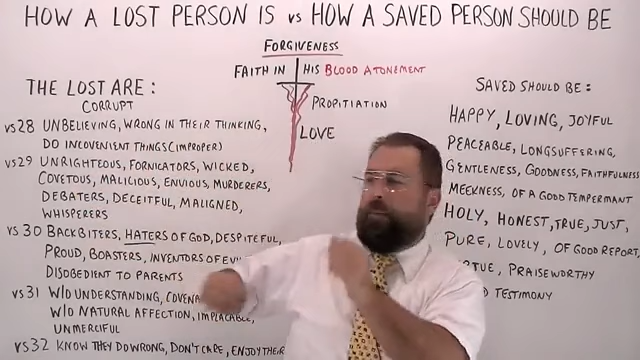 HOW A LOST PERSON IS vs HOW A SAVED PERSON SHOULD BE
FORGIVENESS
FAITH IN HIS BLOOD ATONEMENT
PROPITIATION
LOVE
THE LOST ARE:
CORRUPT
vs28 UNBELIEVING, WRONG IN THEIR THINKING,
DO INCOVENIENT THINGS (IMPROPER)
vs29 UNRIGHTEOUS, FORNICATORS, WICKED,
COVETOUS, MALICIOUS, ENVIOUS, MURDERERS,
DEBATERS, DECEITFUL, MALIGNED,
WHISPERERS
vs30 BACKBITERS, HATERS OF GOD, DESPITEFUL,
PROUD, BOASTERS, INVENTORS OF
DISOBEDIENT TO PARENTS
vs31 W/O UNDERSTANDING,
W/O NATURAL AFFECTION, IMPLACABLE,
UNMERCIFUL
vs32 KNOW THEY DO WRONG, DON'T CARE, ENJOY THEIR
SAVED SHOULD BE:
HAPPY, LOVING, JOYFUL
PEACEABLE, LONGSUFFERING,
GENTLENESS, GOODNESS, FAITHFULNESS
MEEKNESS, OF A GOOD TEMPERMANT
HOLY, HONEST, TRUE, JUST,
PURE, LOVELY, OF GOOD REPORT,
PRAISEWORTHY
TESTIMONY